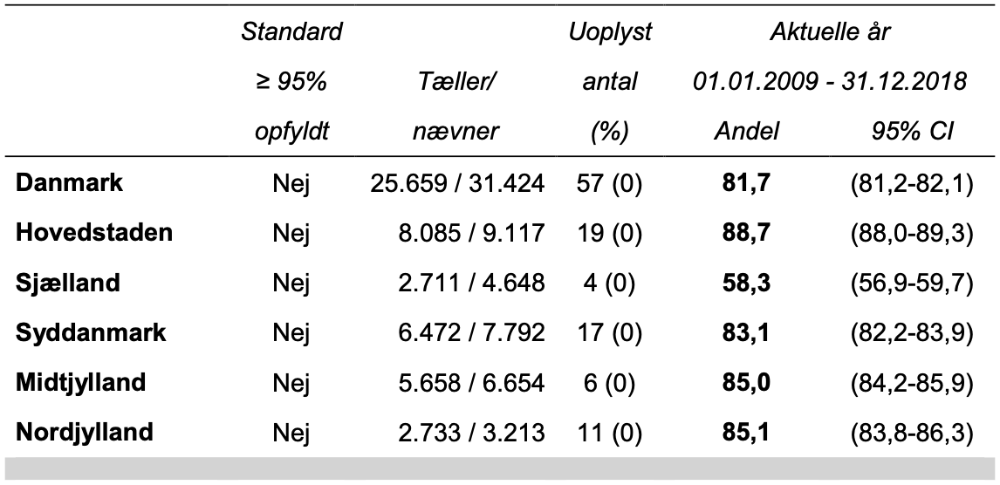 Standard Uoplyst Aktuelle år
≥ 95% Tæller/ antal 01.01.2009 - 31.12.2018
opfyldt nævner (%) Andel 95% CI
Danmark Nej 25.659 / 31.424 57 (0) 81,7 (81,2-82,1)
Hovedstaden Nej 8.085 / 9.117 19 (0) 88,7 (88,0-89,3)
Sjælland Nej 2.711 / 4.648 4 (0) 58,3 (56,9-59,7)
Syddanmark Nej 6.472 / 7.792 17 (0) 83,1 (82,2-83,9)
Midtjylland Nej 5.658 / 6.654 6 (0) 85,0 (84,2-85,9)
Nordjylland Nej 2.733 / 3.213 11 (0) 85,1 (83,8-86,3)